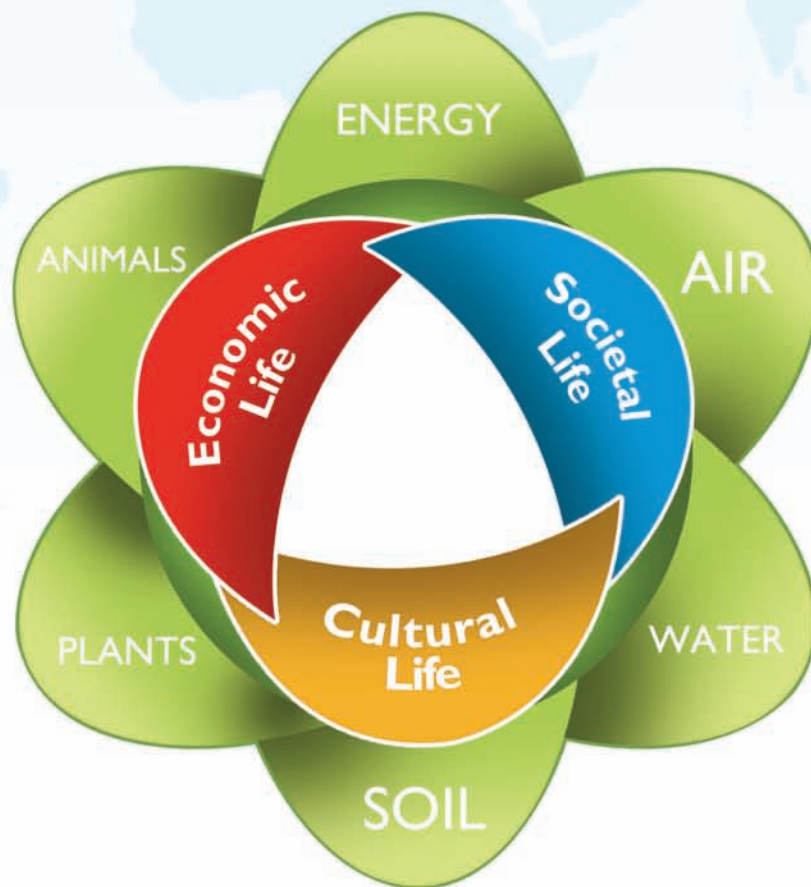 ENERGY
ANIMALS
AIR
Economic
Life
Societal
Life
Cultural
Life
PLANTS
WATER
SOIL